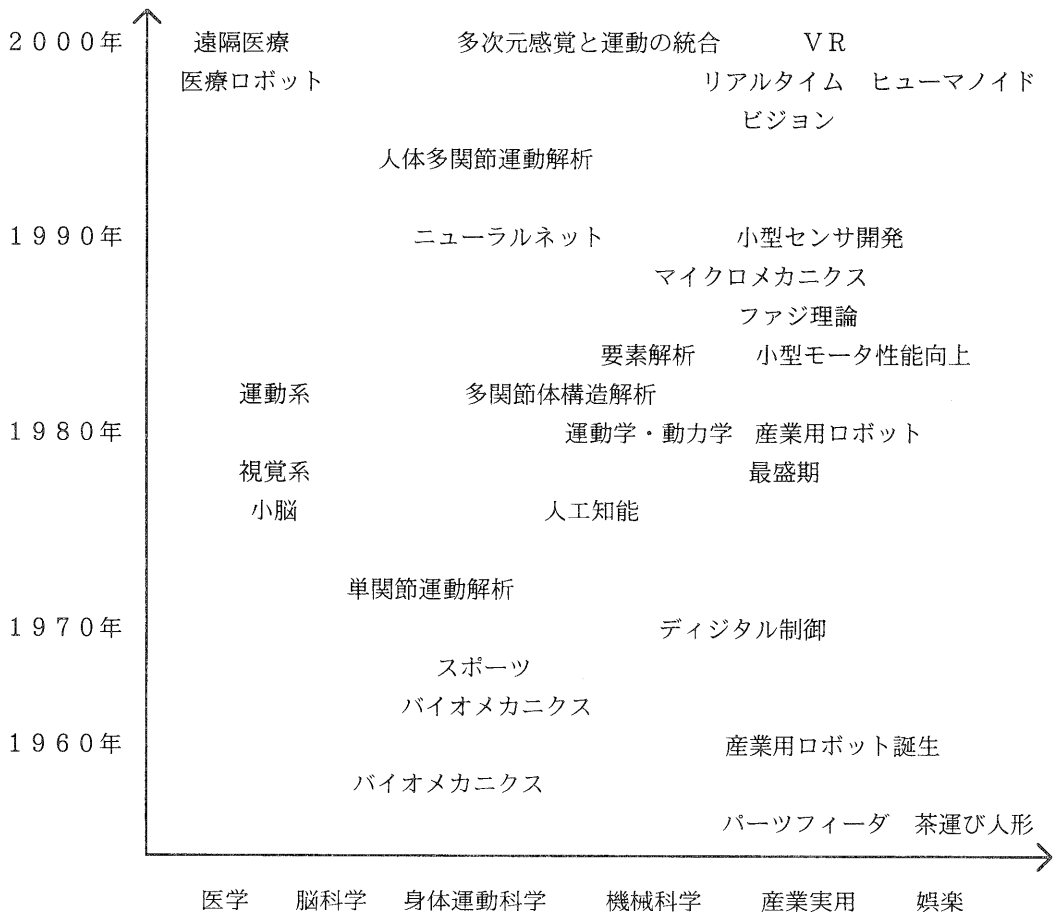 2000年 遠隔医療 多次元感覚と運動の統合 VR
医療ロボット リアルタイム ヒューマノイド
ビジョン
人体多関節運動解析
1990年 ニューラルネット 小型センサ開発
マイクロメカニクス
ファジ理論
要素解析 小型モータ性能向上
運動系 多関節体構造解析
1980年 運動学・動力学 産業用ロボット
視覚系 最盛期
小脳 人工知能
単関節運動解析
1970年 ディジタル制御
スポーツ
バイオメカニクス
1960年 産業用ロボット誕生
バイオメカニクス
パーツフィーダ 茶運び人形
医学 脳科学 身体運動科学 機械科学 産業実用 娯楽